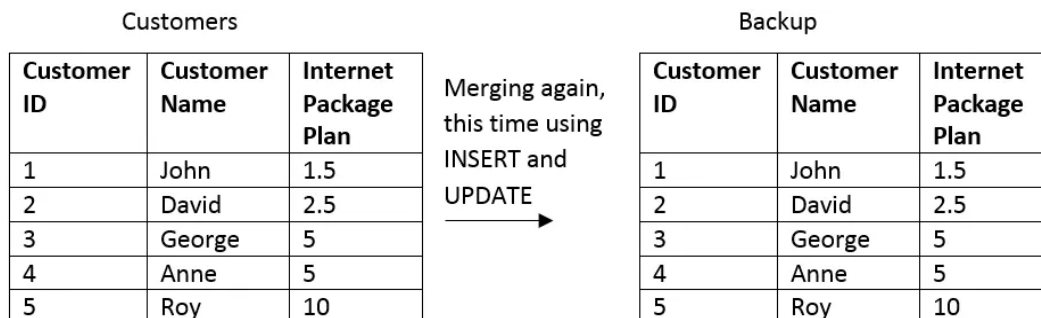 Customers
Backup
Customer ID Customer Name Internet Package Plan
1 John 1.5
2 David 2.5
3 George 5
4 Anne 5
5 Roy 10
Merging again,
this time using
INSERT and
UPDATE
Customer ID Customer Name Internet Package Plan
1 John 1.5
2 David 2.5
3 George 5
4 Anne 5
5 Roy 10